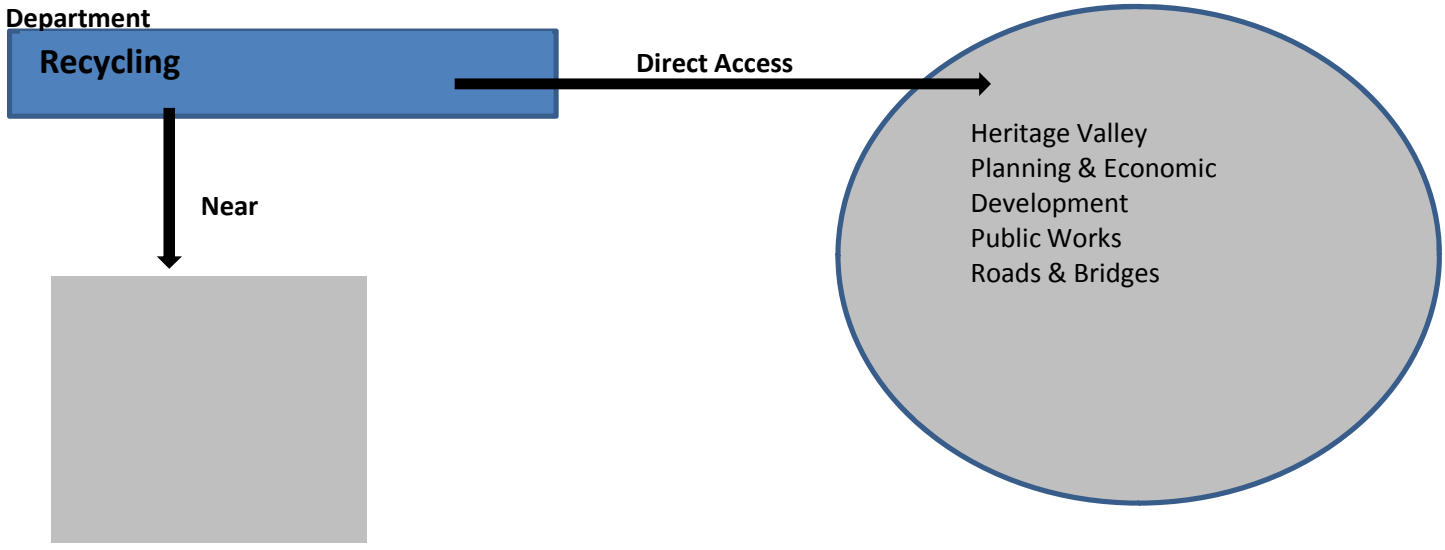 Department
Recycling
Direct Access
Near
Heritage Valley
Planning & Economic
Development
Public Works
Roads & Bridges